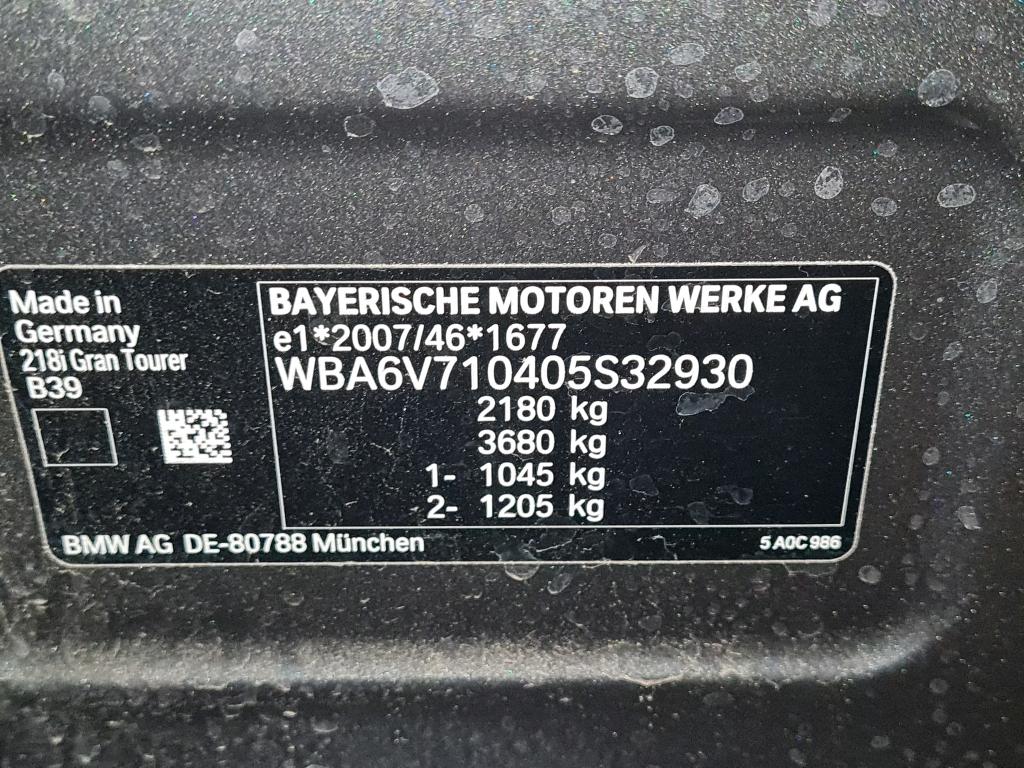 Made in
Germany
218i Gran Tourer
B39
BAYERISCHE MOTOREN WERKE AG
e1*2007/46*1677
WBA6V710405S32930
2180 kg
3680 kg
1- 1045 kg
2- 1205 kg
BMW AG DE-80788 München
5 A0C 986